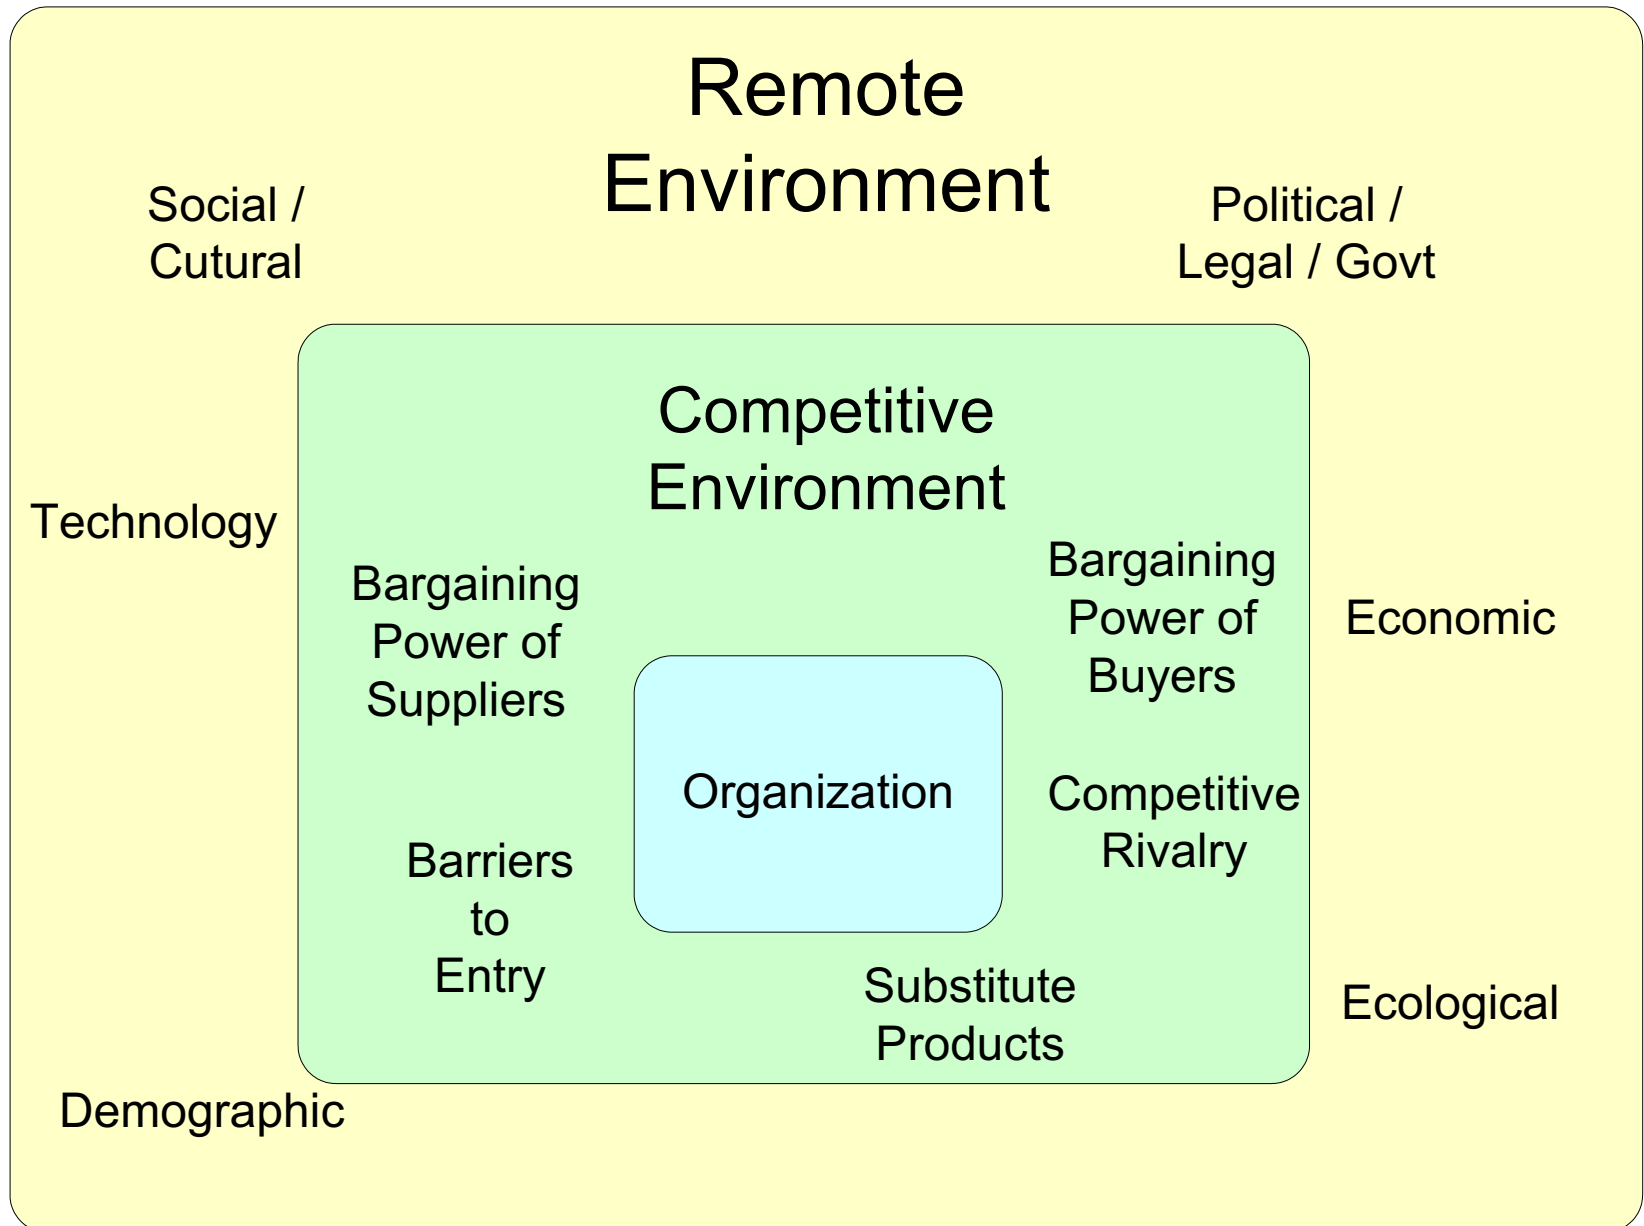 Remote
Environment
Social /
Cutural
Political /
Legal / Govt
Competitive
Environment
Technology
Bargaining
Power of
Suppliers
Bargaining
Power of
Buyers
Economic
Organization
Competitive
Rivalry
Barriers
to
Entry
Substitute
Products
Ecological
Demographic